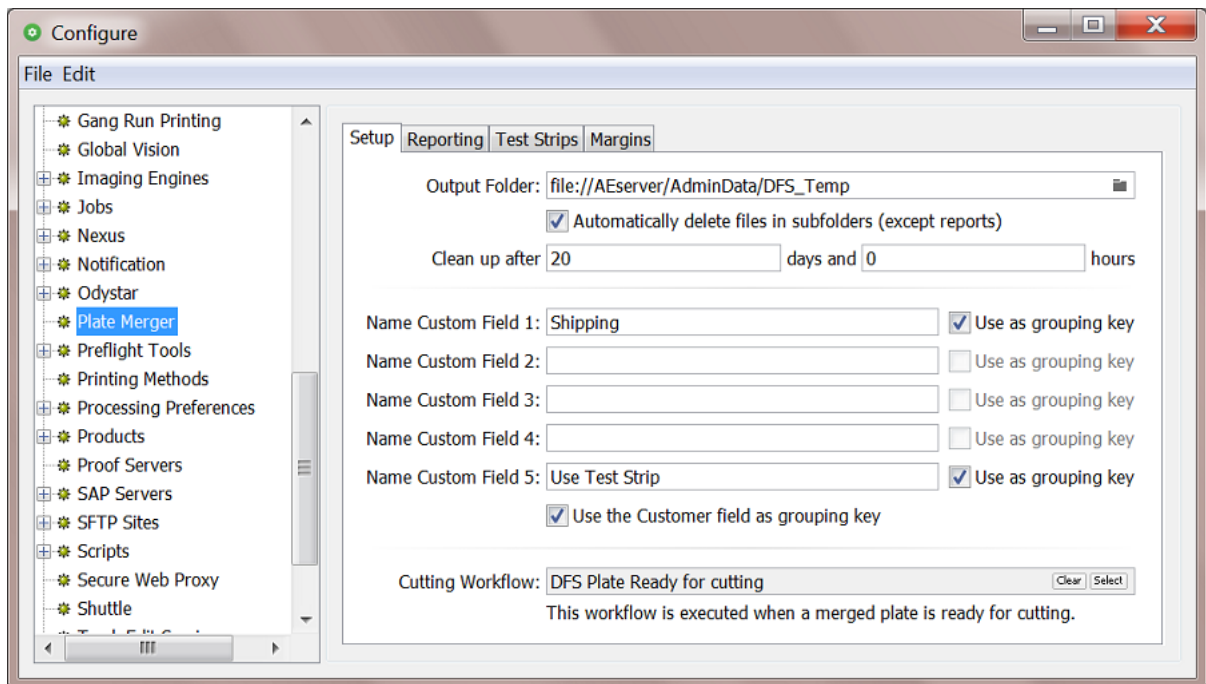 Configure
File Edit
Gang Run Printing
Global Vision
Imaging Engines
Jobs
Nexus
Notification
Odystar
Plate Merger
Preflight Tools
Printing Methods
Processing Preferences
Products
Proof Servers
SAP Servers
SFTP Sites
Scripts
Secure Web Proxy
Shuttle
Setup Reporting Test Strips Margins
Output Folder: file://AEserver/AdminData/DFS_Temp
Automatically delete files in subfolders (except reports)
Clean up after 20 days and 0 hours
Name Custom Field 1: Shipping Use as grouping key
Name Custom Field 2: Use as grouping key
Name Custom Field 3: Use as grouping key
Name Custom Field 4: Use as grouping key
Name Custom Field 5: Use Test Strip Use as grouping key
Use the Customer field as grouping key
Cutting Workflow: DFS Plate Ready for cutting Clear Select
This workflow is executed when a merged plate is ready for cutting.